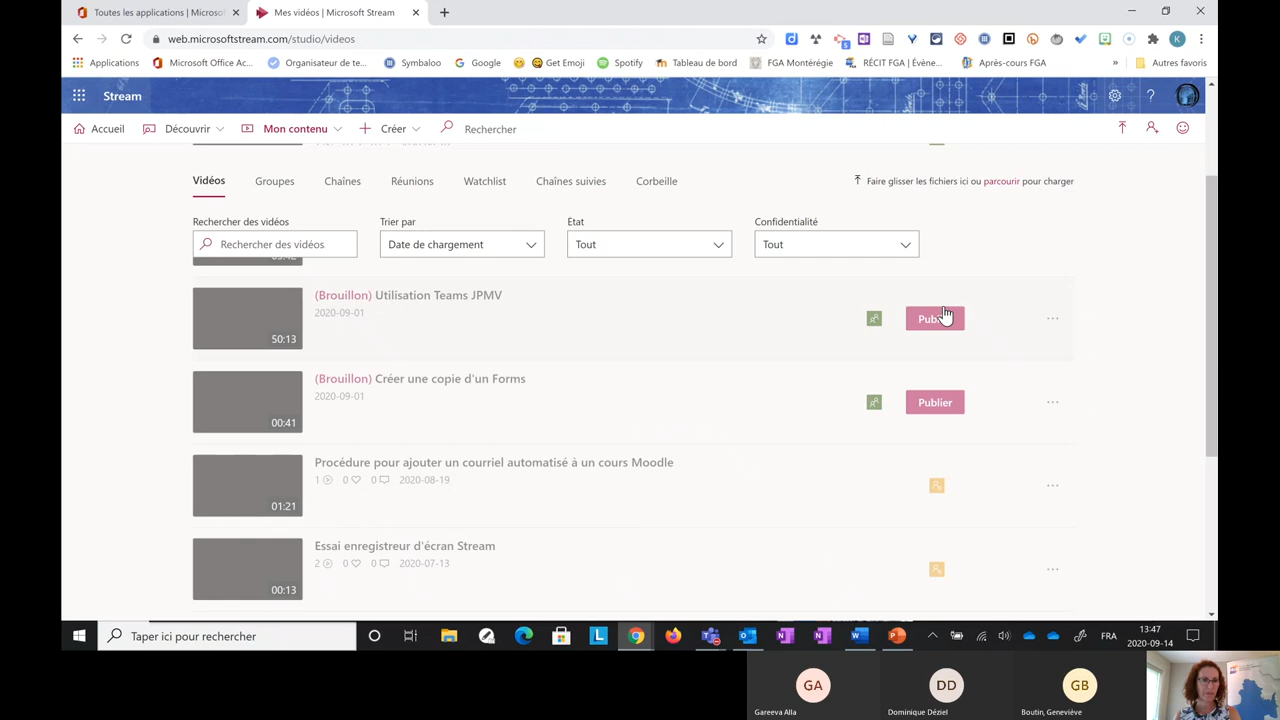 Toutes les applications | Microsof
Mes vidéos | Microsoft Stream
web.microsoftstream.com/studio/videos
Applications
Microsoft Office Ac...
Organisateur de te...
Symbaloo
Google
Get Emoji
Spotify
Tableau de bord
FGA Montérégie
RÉCIT FGA | Évène...
Après-cours FGA
»
Autres favoris
Stream
Accueil
Découvrir
Mon contenu
Créer
Rechercher
Vidéos
Groupes
Chaînes
Réunions
Watchlist
Chaînes suivies
Corbeille
Faire glisser les fichiers ici ou parcourir pour charger
Rechercher des vidéos
Trier par
État
Confidentialité
Rechercher des vidéos
Date de chargement
Tout
Tout
(Brouillon) Utilisation Teams JPMV
2020-09-01
50:13
(Brouillon) Créer une copie d'un Forms
2020-09-01
Publier
00:41
Procédure pour ajouter un courriel automatisé à un cours Moodle
1 0 0 2020-08-19
01:21
Essai enregistreur d'écran Stream
2 0 0 2020-07-13
00:13
Taper ici pour rechercher
FRA
13:47
2020-09-14
GA
DD
GB
Gareeva Alla
Dominique Déziel
Boutin, Geneviève